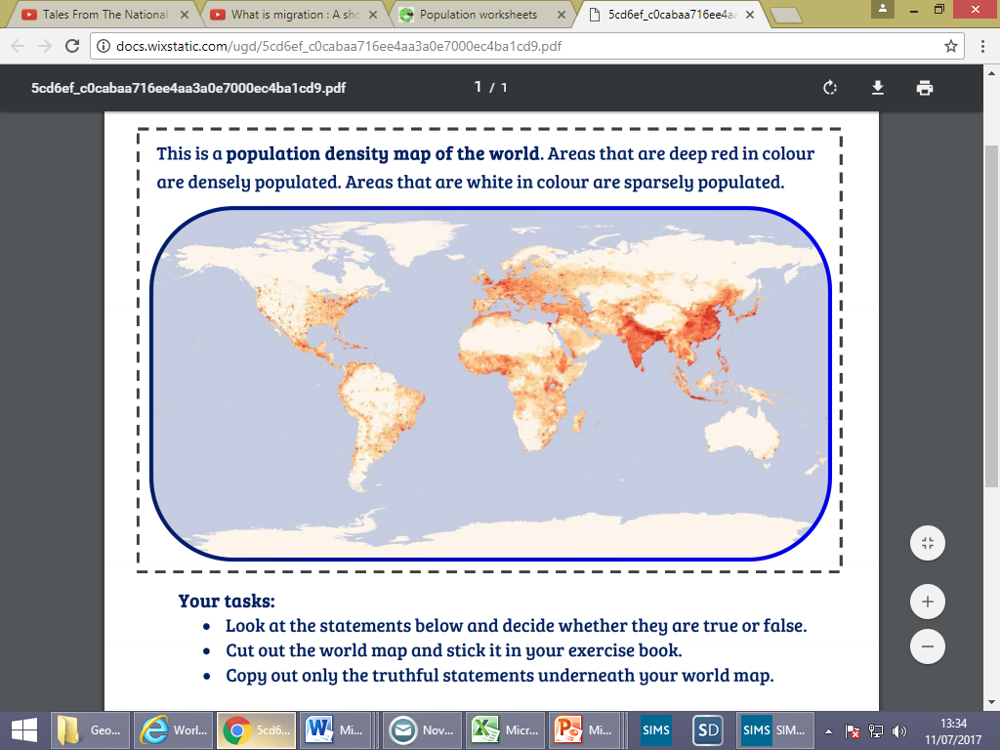 Tales From The National
What is migration : A sho
Population worksheets
5cd6ef_c0cabaa716ee4aa
docs.wixstatic.com/ugd/5cd6ef_c0cabaa716ee4aa3a0e7000ec4ba1cd9.pdf
5cd6ef_c0cabaa716ee4aa3a0e7000ec4ba1cd9.pdf
1 / 1
This is a population density map of the world. Areas that are deep red in colour
are densely populated. Areas that are white in colour are sparsely populated.
Your tasks:
• Look at the statements below and decide whether they are true or false.
• Cut out the world map and stick it in your exercise book.
• Copy out only the truthful statements underneath your world map.
Geo...
Worl...
5cd6...
Mi...
Nov...
Micr...
Mi...
SIMS
SD
SIMS SIM...
13:34
11/07/2017